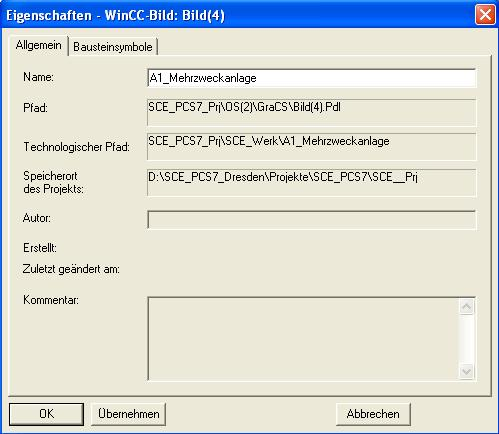 Eigenschaften - WinCC-Bild: Bild(4)
Allgemein Bausteinsymbole
Name: A1_Mehrzweckanlage
Pfad: SCE_PCS7_Prj\OS(2)\GraCS\Bild(4).Pdl
Technologischer Pfad: SCE_PCS7_Prj\SCE_Werk\A1_Mehrzweckanlage
Speicherort
des Projekts: D:\SCE_PCS7_Dresden\Projekte\SCE_PCS7\SCE__Prj
Autor:
Erstellt:
Zuletzt geändert am:
Kommentar:
OK Übernehmen Abbrechen